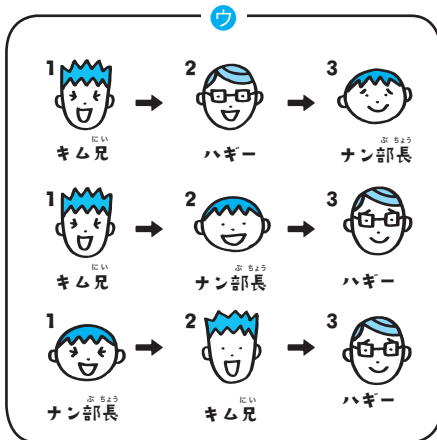 ウ
1 2 3
キム兄 ハギー ナン部長
にい ぶちょう
1 2 3
キム兄 ナン部長 ハギー
にい ぶちょう
1 2 3
ナン部長 キム兄 ハギー
ぶちょう にい